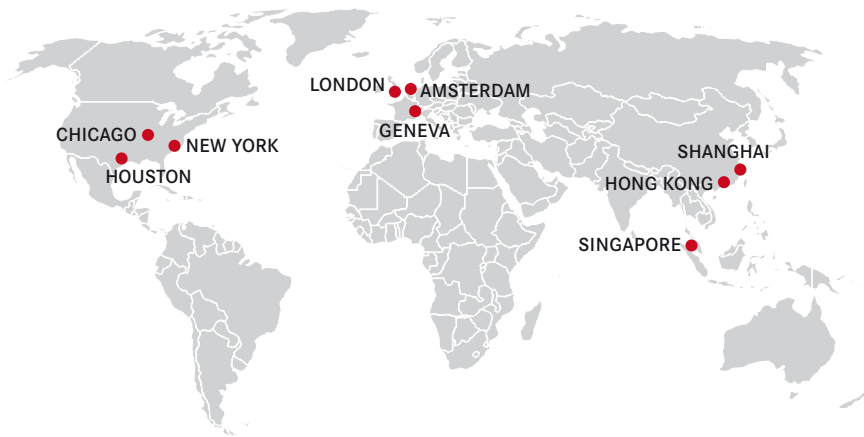 LONDON
AMSTERDAM
GENEVA
CHICAGO
NEW YORK
HOUSTON
SHANGHAI
HONG KONG
SINGAPORE